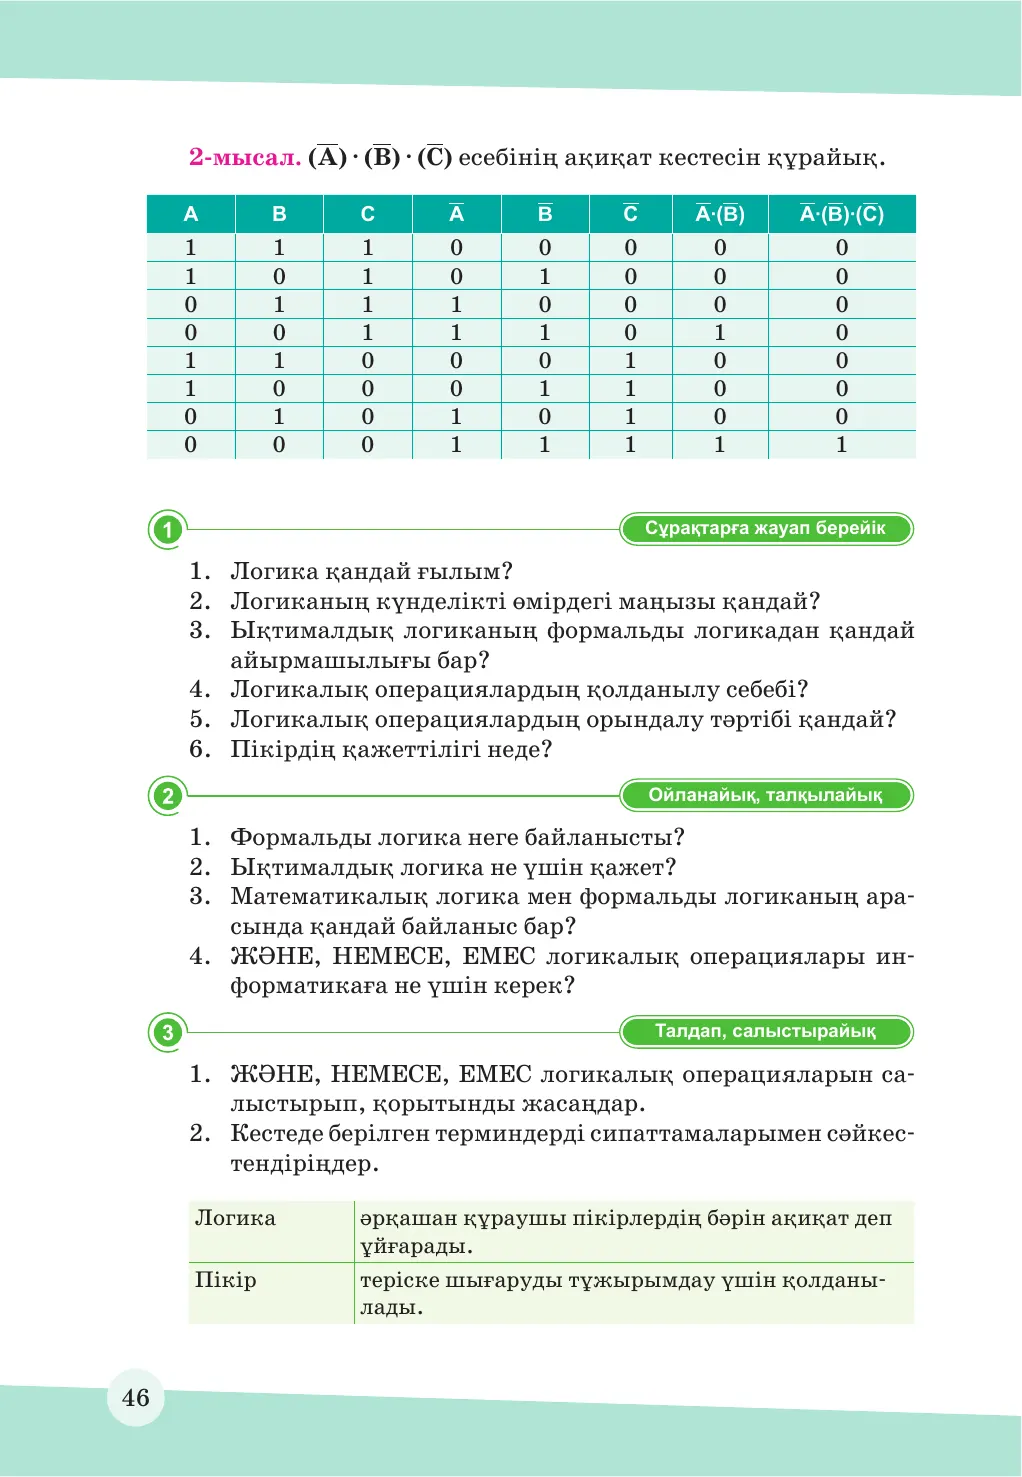 2-мысал. (A̅) · (B̅) · (C̅) есебінің ақиқат кестесін құрайық.
A B C A̅ B̅ C̅ A̅·(B̅) A̅·(B̅)·(C̅)
1 1 1 0 0 0 0 0
1 0 1 0 1 0 0 0
0 1 1 1 0 0 0 0
0 0 1 1 1 0 1 0
1 1 0 0 0 1 0 0
1 0 0 0 1 1 0 0
0 1 0 1 0 1 0 0
0 0 0 1 1 1 1 1
1 Сұрақтарға жауап берейік
1. Логика қандай ғылым?
2. Логиканың күнделікті өмірдегі маңызы қандай?
3. Ықтималдық логиканың формальды логикадан қандай
айырмашылығы бар?
4. Логикалық операциялардың қолданылу себебі?
5. Логикалық операциялардың орындалу тәртібі қандай?
6. Пікірдің қажеттілігі неде?
2 Ойланайық, талқылайық
1. Формальды логика неге байланысты?
2. Ықтималдық логика не үшін қажет?
3. Математикалық логика мен формальды логиканың ара-
сында қандай байланыс бар?
4. ЖӘНЕ, НЕМЕСЕ, ЕМЕС логикалық операциялары ин-
форматикаға не үшін керек?
3 Талдап, салыстырайық
1. ЖӘНЕ, НЕМЕСЕ, ЕМЕС логикалық операцияларын са-
лыстырып, қорытынды жасаңдар.
2. Кестеде берілген терминдерді сипаттамаларымен сәйкес-
тендіріңдер.
Логика әрқашан құраушы пікірлердің бәрін ақиқат деп
ұйғарады.
Пікір теріске шығаруды тұжырымдау үшін қолданы-
лады.
46